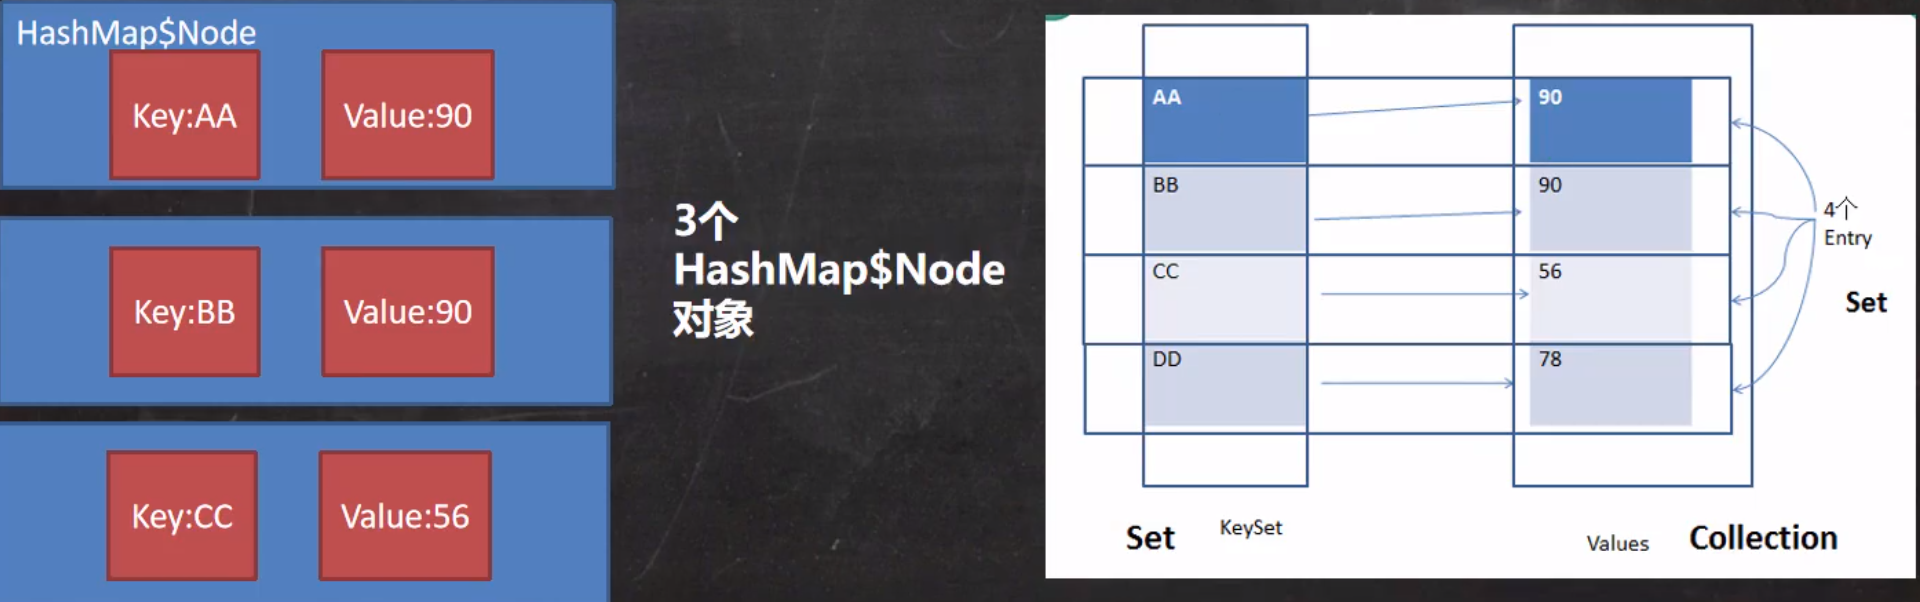 HashMap$Node
Key:AA
Value:90
Key:BB
Value:90
Key:CC
Value:56
3个
HashMap$Node
对象
AA
90
BB
90
CC
56
DD
78
4个
Entry
Set
Set
KeySet
Values
Collection